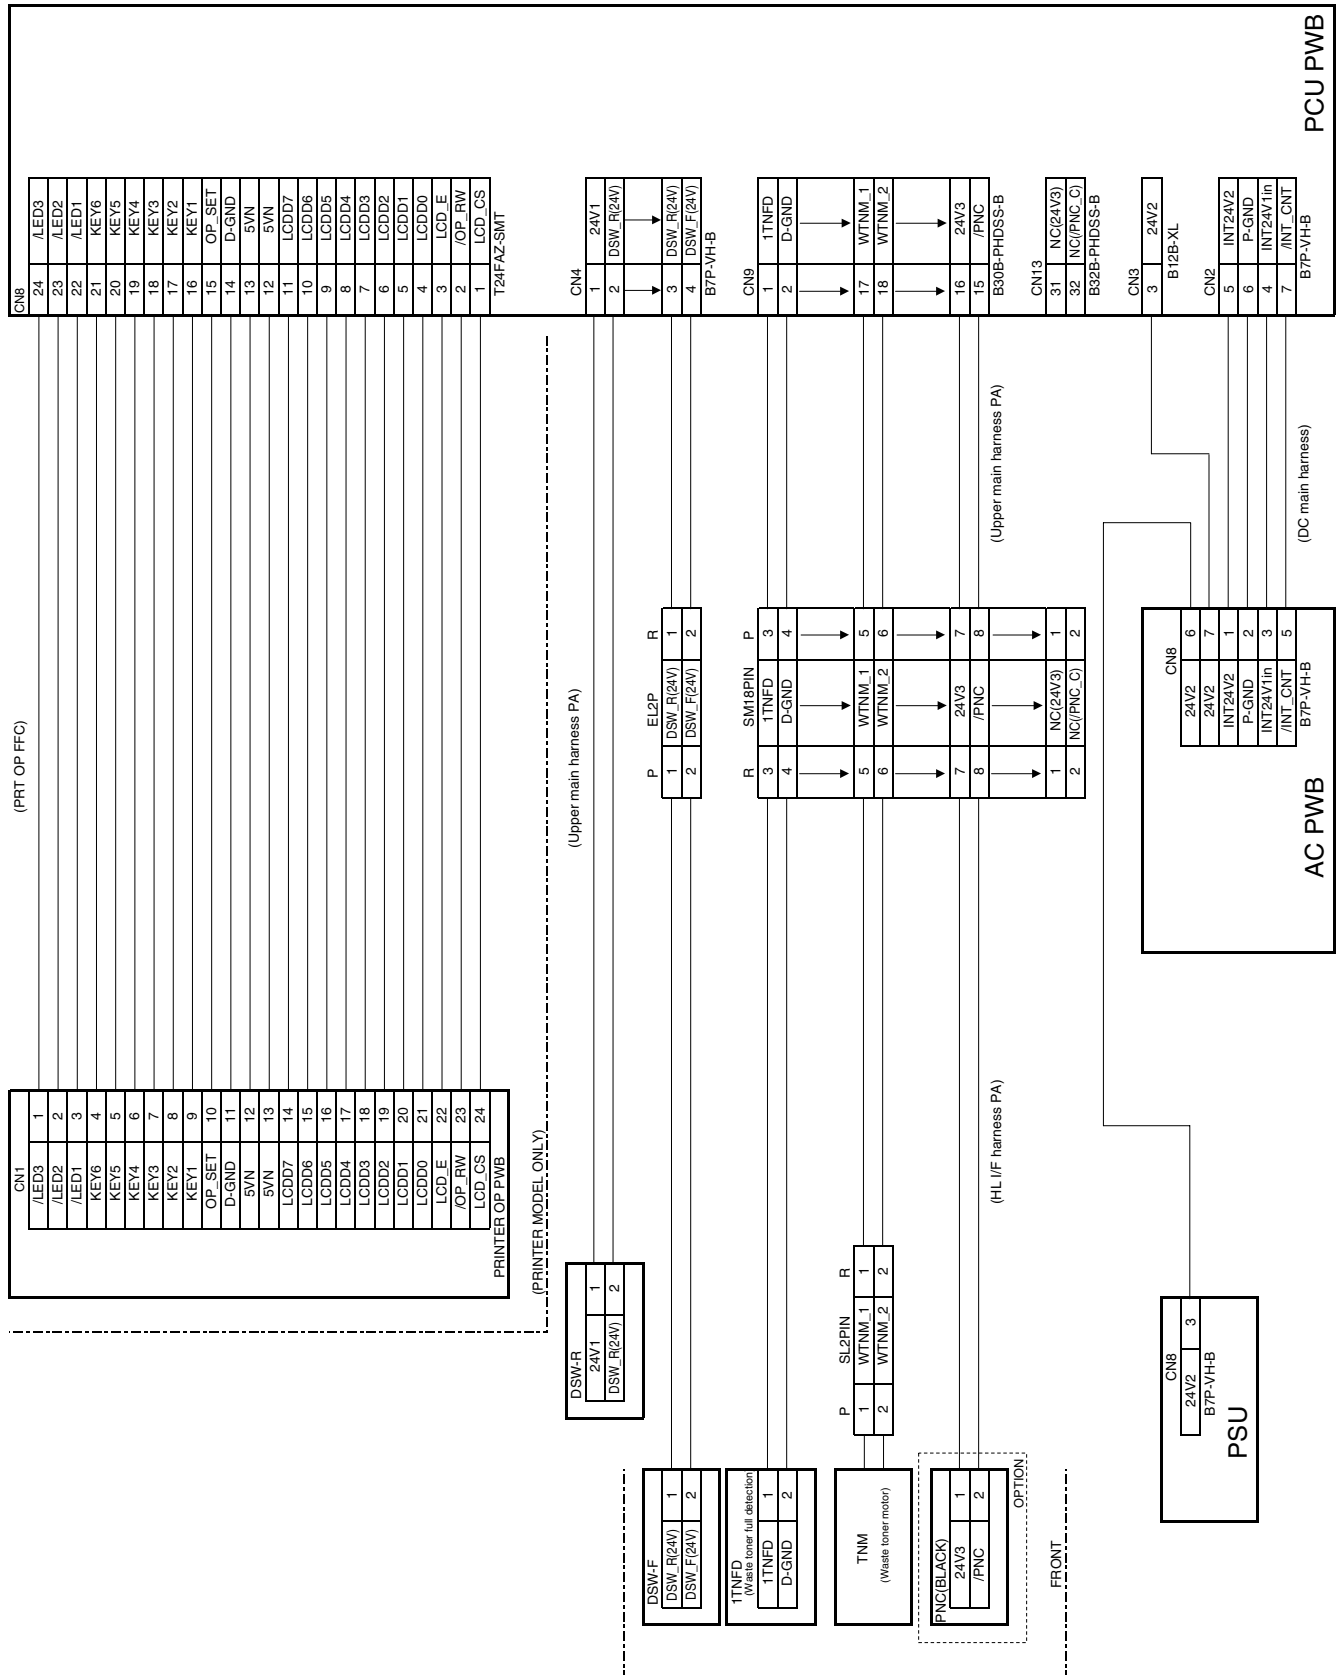 PCU PWB
CN8
24 /LED3
23 /LED2
22 /LED1
21 KEY6
20 KEY5
19 KEY4
18 KEY3
17 KEY2
16 KEY1
15 OP_SET
14 D-GND
13 5VN
12 5VN
11 LCDD7
10 LCDD6
9 LCDD5
8 LCDD4
7 LCDD3
6 LCDD2
5 LCDD1
4 LCDD0
3 LCD_E
2 /OP_RW
1 LCD_CS
T24FAZ-SMT
CN4
1 24V1
2 DSW_R(24V)
3 DSW_R(24V)
4 DSW_F(24V)
B7P-VH-B
CN9
1 1TNFD
2 D-GND
17 WTNM_1
18 WTNM_2
16 24V3
15 /PNC
B30B-PHDSS-B
CN13
31 NC(24V3)
32 NC(/PNC_C)
B32B-PHDSS-B
CN3
3 24V2
B12B-XL
CN2
5 INT24V2
6 P-GND
4 INT24V1in
7 /INT_CNT
B7P-VH-B
(PRT OP FFC)
(Upper main harness PA)
(Upper main harness PA)
(DC main harness)
P EL2P R
1 DSW_R(24V) 1
2 DSW_F(24V) 2
R SM18PIN P
3 1TNFD 3
4 D-GND 4
5 WTNM_1 5
6 WTNM_2 6
7 24V3 7
8 /PNC 8
1 NC(24V3) 1
2 NC(/PNC_C) 2
CN8
24V2 6
24V2 7
INT24V2 1
P-GND 2
INT24V1in 3
/INT_CNT 5
B7P-VH-B
AC PWB
CN1
/LED3 1
/LED2 2
/LED1 3
KEY6 4
KEY5 5
KEY4 6
KEY3 7
KEY2 8
KEY1 9
OP_SET 10
D-GND 11
5VN 12
5VN 13
LCDD7 14
LCDD6 15
LCDD5 16
LCDD4 17
LCDD3 18
LCDD2 19
LCDD1 20
LCDD0 21
LCD_E 22
/OP_RW 23
LCD_CS 24
PRINTER OP PWB
(PRINTER MODEL ONLY)
(HL I/F harness PA)
DSW-R
24V1 1
DSW_R(24V) 2
P SL2PIN R
1 WTNM_1 1
2 WTNM_2 2
CN8
24V2 3
B7P-VH-B
PSU
DSW-F
DSW_R(24V) 1
DSW_F(24V) 2
1TNFD
(Waste toner full detection)
1TNFD 1
D-GND 2
TNM
(Waste toner motor)
PNC(BLACK)
24V3 1
/PNC 2
OPTION
FRONT